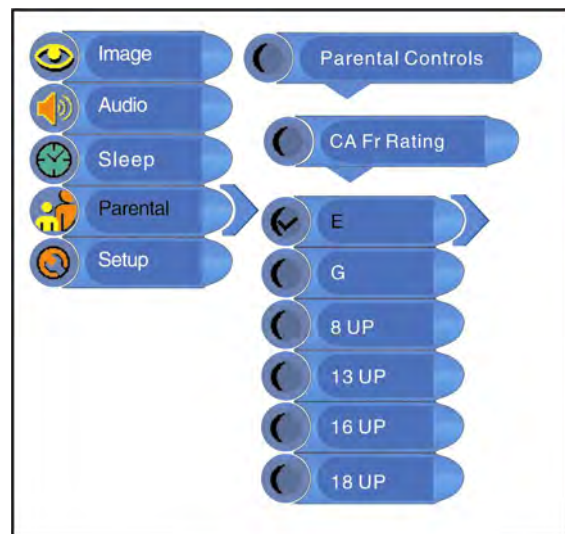 Image
Audio
Sleep
Parental
Setup
Parental Controls
CA Fr Rating
E
G
8 UP
13 UP
16 UP
18 UP